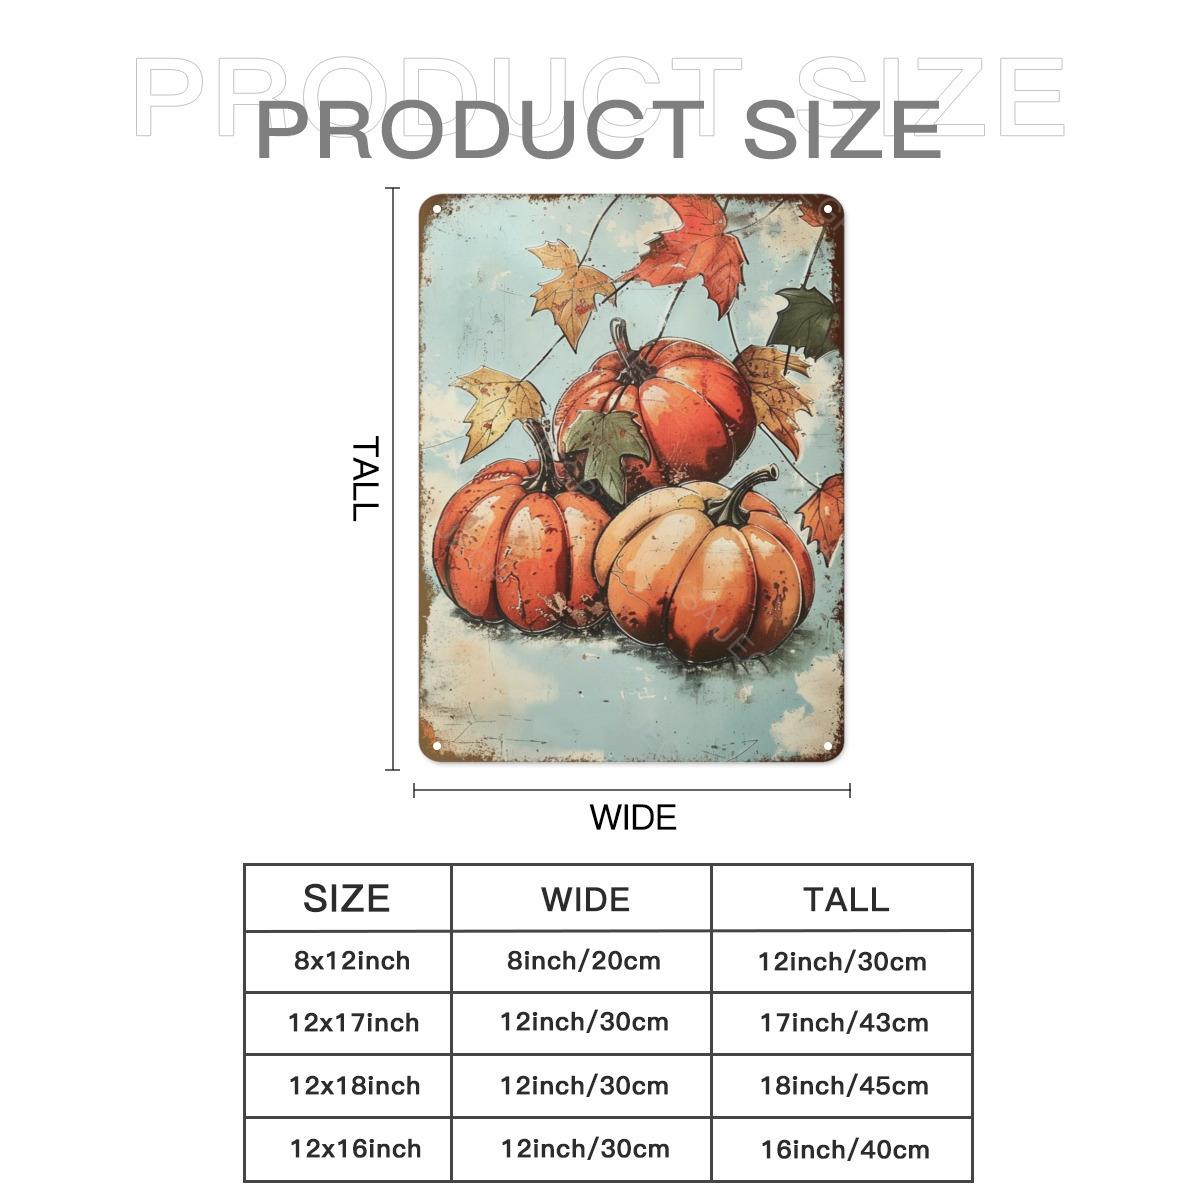 PRODUCT SIZE
PRODUCT SIZE
TALL
WIDE
SIZE WIDE TALL
8x12inch 8inch/20cm 12inch/30cm
12x17inch 12inch/30cm 17inch/43cm
12x18inch 12inch/30cm 18inch/45cm
12x16inch 12inch/30cm 16inch/40cm